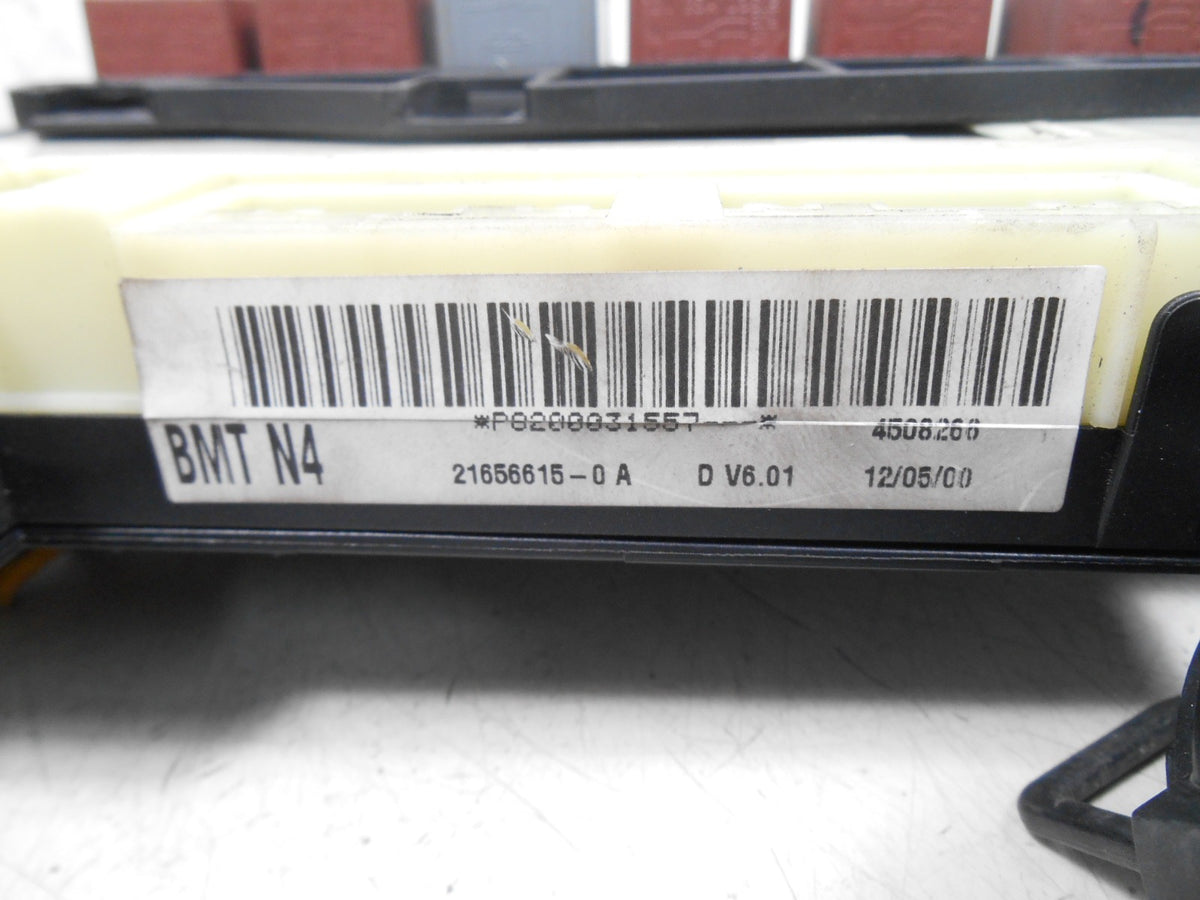 *P8200031557---*
4508266
BMT N4
21656615-0 A D V6.01 12/05/00